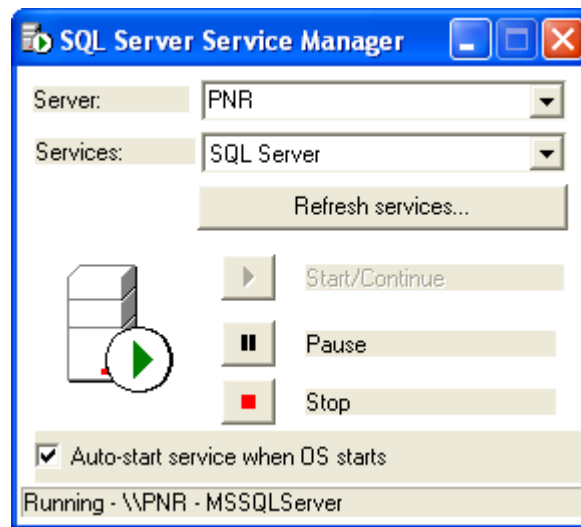 SQL Server Service Manager
Server: PNR
Services: SQL Server
Refresh services...
Start/Continue
Pause
Stop
Auto-start service when OS starts
Running - \\PNR - MSSQLServer